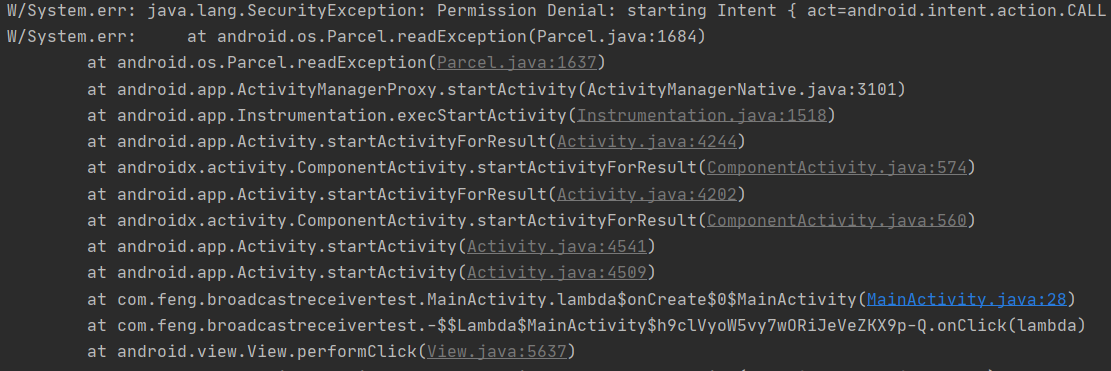 W/System.err: java.lang.SecurityException: Permission Denial: starting Intent { act=android.intent.action.CALL
W/System.err:     at android.os.Parcel.readException(Parcel.java:1684)
        at android.os.Parcel.readException(Parcel.java:1637)
        at android.app.ActivityManagerProxy.startActivity(ActivityManagerNative.java:3101)
        at android.app.Instrumentation.execStartActivity(Instrumentation.java:1518)
        at android.app.Activity.startActivityForResult(Activity.java:4244)
        at androidx.activity.ComponentActivity.startActivityForResult(ComponentActivity.java:574)
        at android.app.Activity.startActivityForResult(Activity.java:4202)
        at androidx.activity.ComponentActivity.startActivityForResult(ComponentActivity.java:560)
        at android.app.Activity.startActivity(Activity.java:4541)
        at android.app.Activity.startActivity(Activity.java:4509)
        at com.feng.broadcastreceivertest.MainActivity.lambda$onCreate$0$MainActivity(MainActivity.java:28)
        at com.feng.broadcastreceivertest.-$$Lambda$MainActivity$h9clVyoW5vy7wORiJeVeZKX9p-Q.onClick(lambda)
        at android.view.View.performClick(View.java:5637)